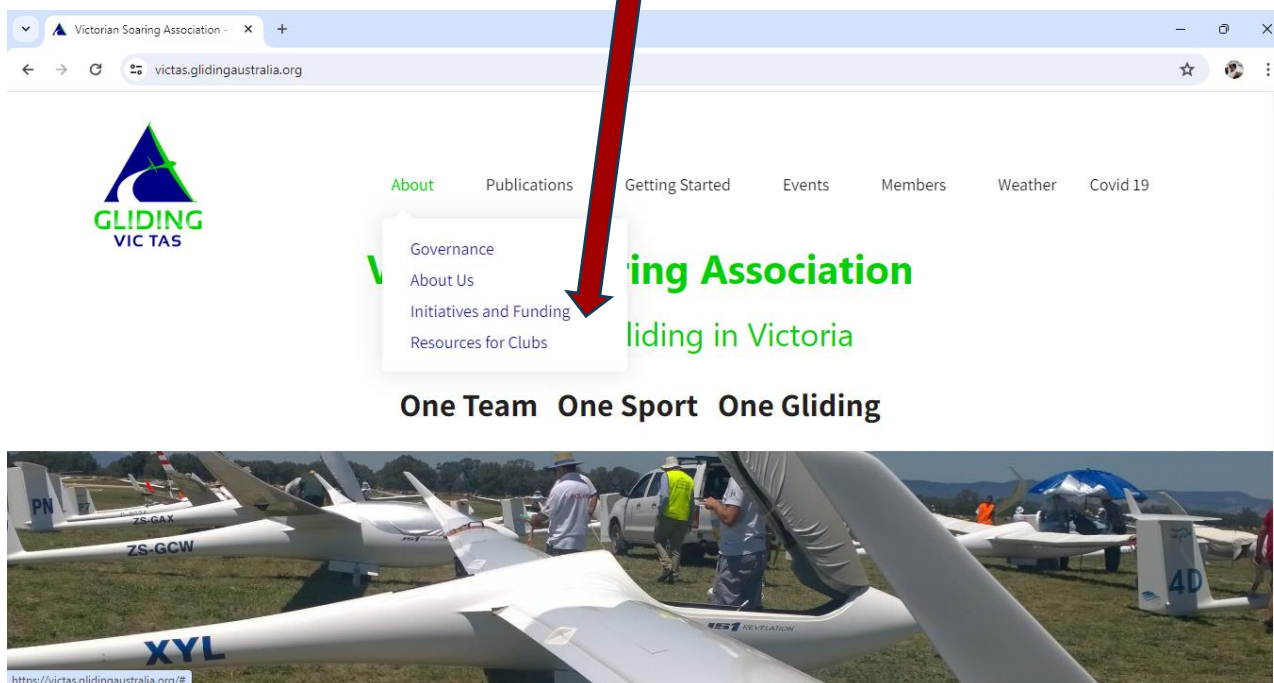 Victorian Soaring Association -
victas.glidingaustralia.org
GLIDING
VIC TAS
About Publications Getting Started Events Members Weather Covid 19
Governance
About Us
Initiatives and Funding
Resources for Clubs
V ring Association
liding in Victoria
One Team One Sport One Gliding
PN
ZS-GAX
ZS-GCW
XYL
JS1 REVELATION
4D
https://victas.glidingaustralia.org/#